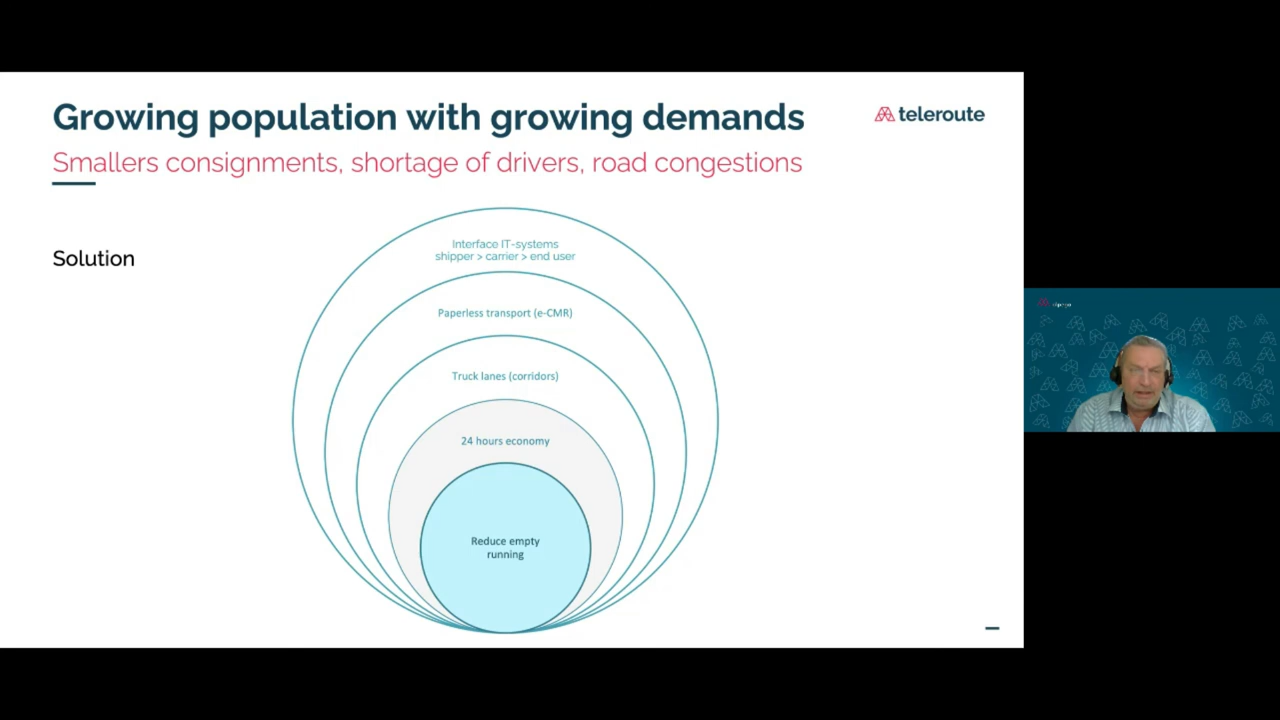 Growing population with growing demands
teleroute
Smallers consignments, shortage of drivers, road congestions
Solution
Interface IT-systems
shipper > carrier > end user
Paperless transport (e-CMR)
Truck lanes (corridors)
24 hours economy
Reduce empty
running